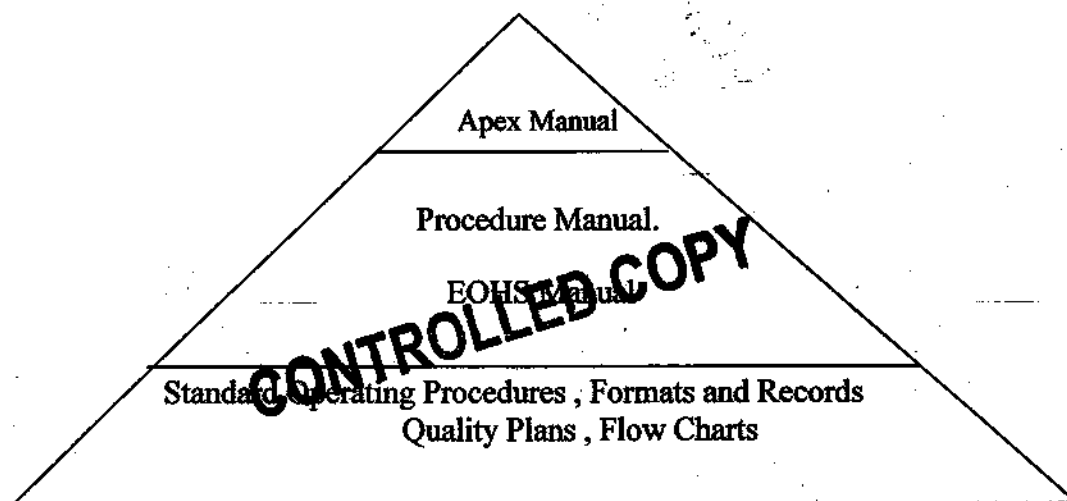 Apex Manual
Procedure Manual.
EOHS Manual
CONTROLLED COPY
Standard Operating Procedures , Formats and Records
Quality Plans , Flow Charts